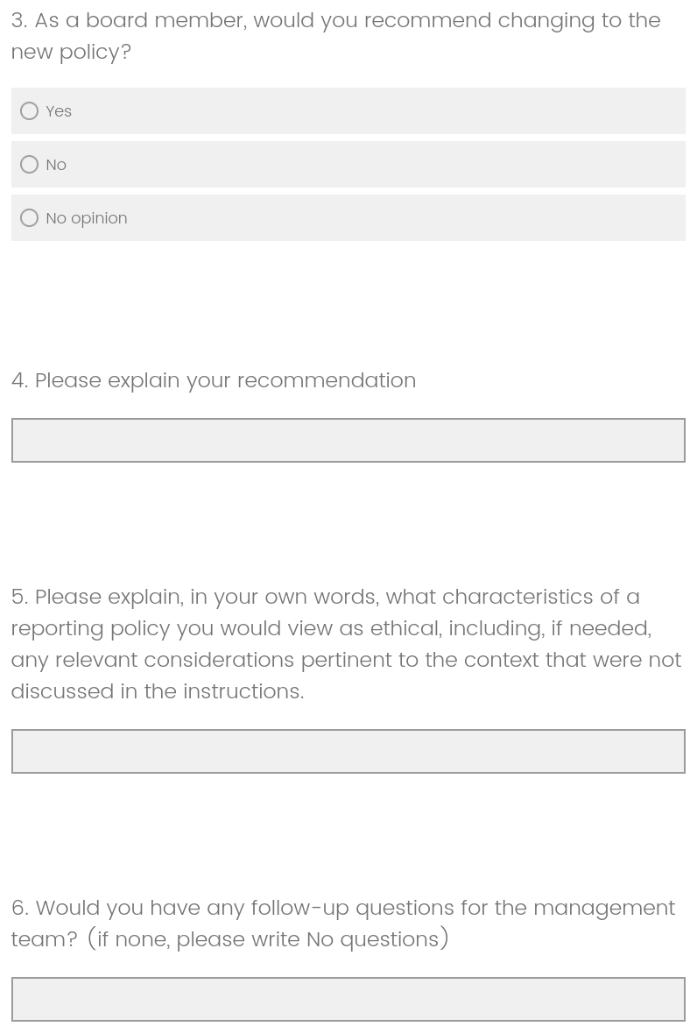 3. As a board member, would you recommend changing to the
new policy?
Yes
No
No opinion
4. Please explain your recommendation
5. Please explain, in your own words, what characteristics of a
reporting policy you would view as ethical, including, if needed,
any relevant considerations pertinent to the context that were not
discussed in the instructions.
6. Would you have any follow-up questions for the management
team? (if none, please write No questions)